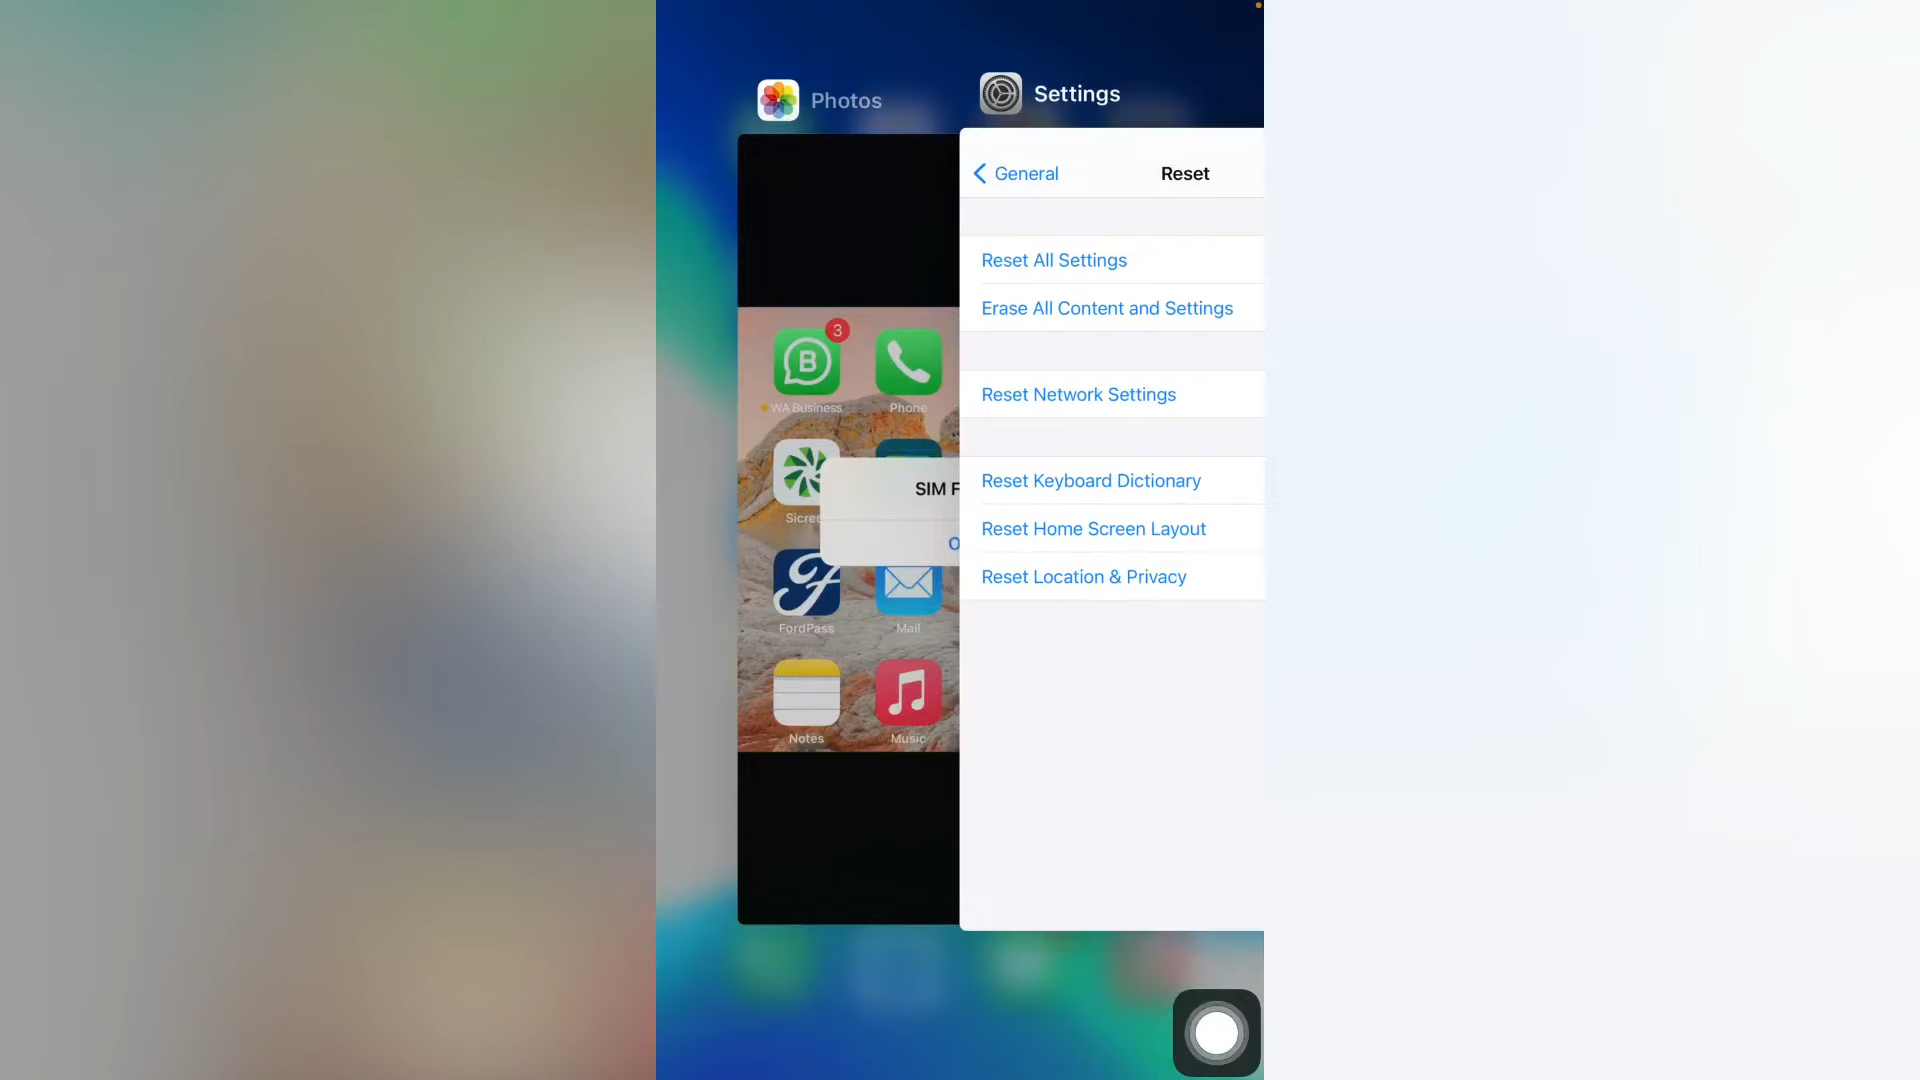 Photos
Settings
General
Reset
Reset All Settings
Erase All Content and Settings
Reset Network Settings
Reset Keyboard Dictionary
Reset Home Screen Layout
Reset Location & Privacy
3
B
WA Business
Phone
SIM F
O
Sicre
FordPass
Mail
Notes
Music